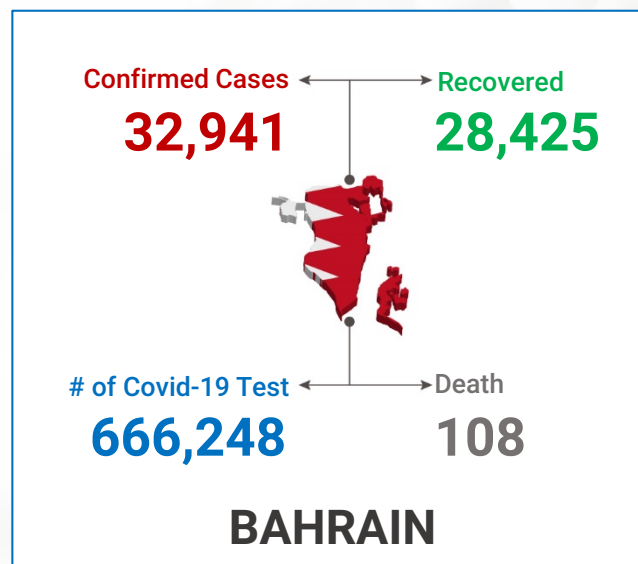 Confirmed Cases
32,941
Recovered
28,425
# of Covid-19 Test
666,248
Death
108
BAHRAIN